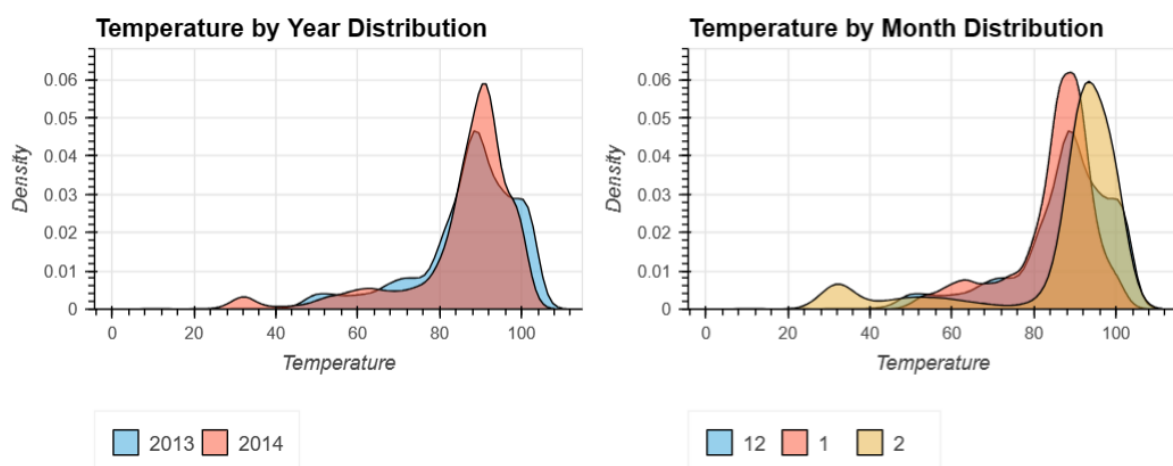 Temperature by Year Distribution
Density
0.06
0.05
0.04
0.03
0.02
0.01
0
0 20 40 60 80 100
Temperature
2013 2014
Temperature by Month Distribution
Density
0.06
0.05
0.04
0.03
0.02
0.01
0
0 20 40 60 80 100
Temperature
12 1 2